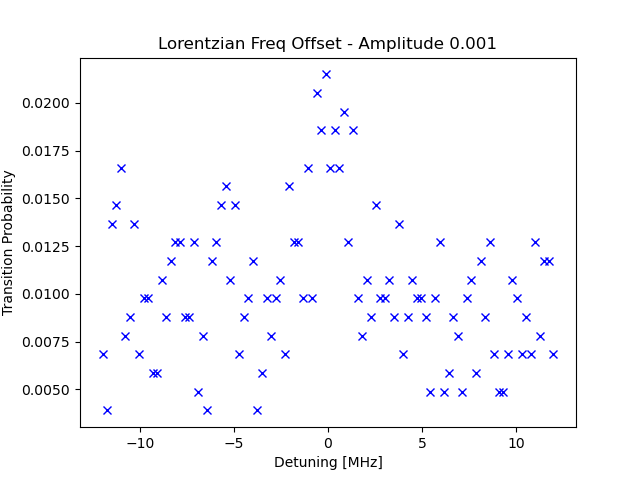 Lorentzian Freq Offset - Amplitude 0.001
Transition Probability
0.0200
0.0175
0.0150
0.0125
0.0100
0.0075
0.0050
−10 −5 0 5 10
Detuning [MHz]